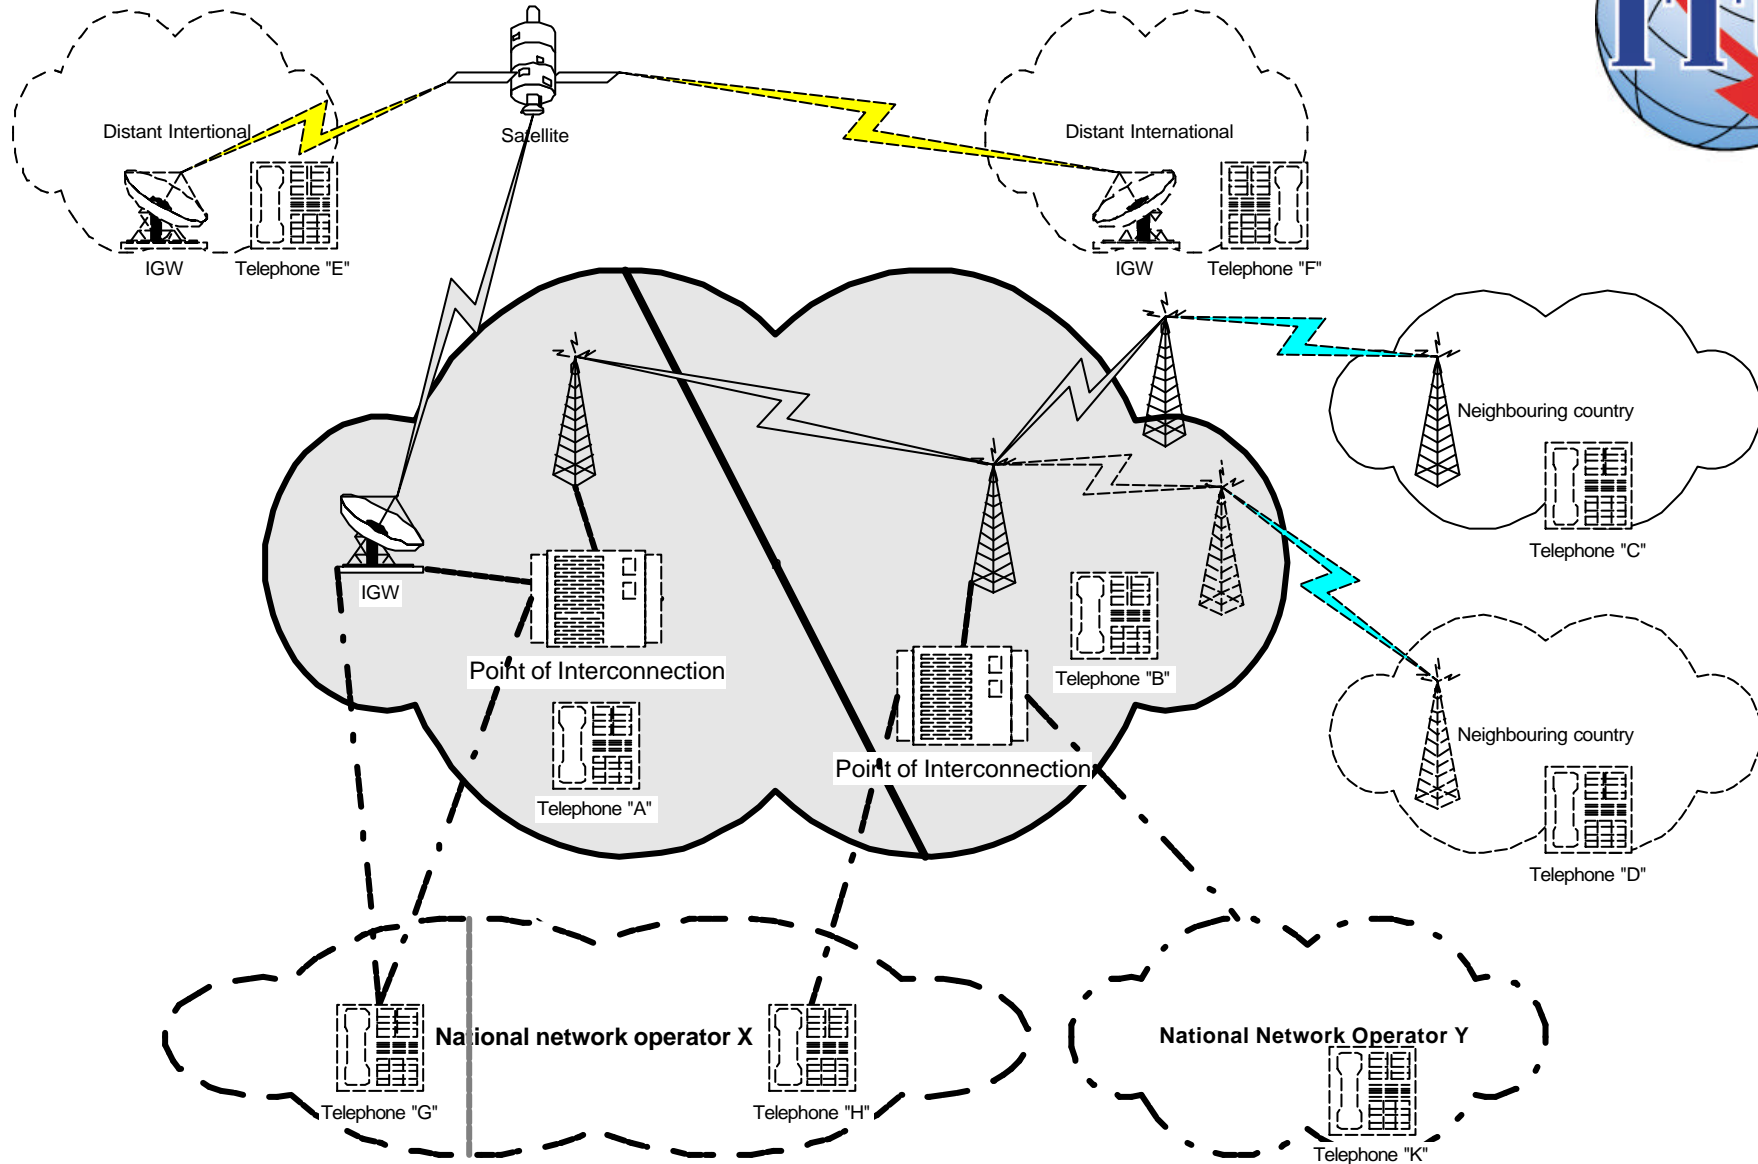 ITU
Distant Intertional
Satellite
Distant International
IGW
Telephone "E"
IGW
Telephone "F"
Neighbouring country
Telephone "C"
IGW
Point of Interconnection
Telephone "B"
Telephone "A"
Point of Interconnection
Neighbouring country
Telephone "D"
National network operator X
National Network Operator Y
Telephone "G"
Telephone "H"
Telephone "K"